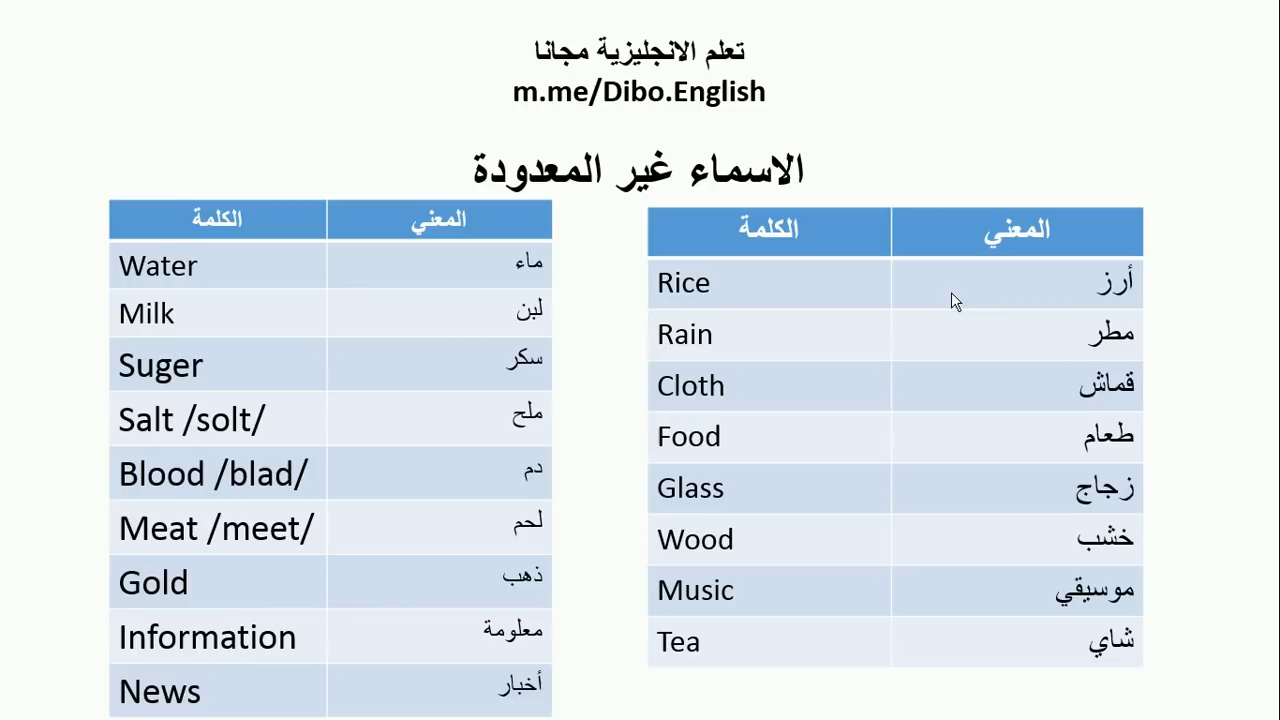 تعلم الانجليزية مجانا
m.me/Dibo.English
الاسماء غير المعدودة
الكلمة المعني
Water ماء
Milk لبن
Suger سكر
Salt /solt/ ملح
Blood /blad/ دم
Meat /meet/ لحم
Gold ذهب
Information معلومة
News أخبار
الكلمة المعني
Rice أرز
Rain مطر
Cloth قماش
Food طعام
Glass زجاج
Wood خشب
Music موسيقي
Tea شاي